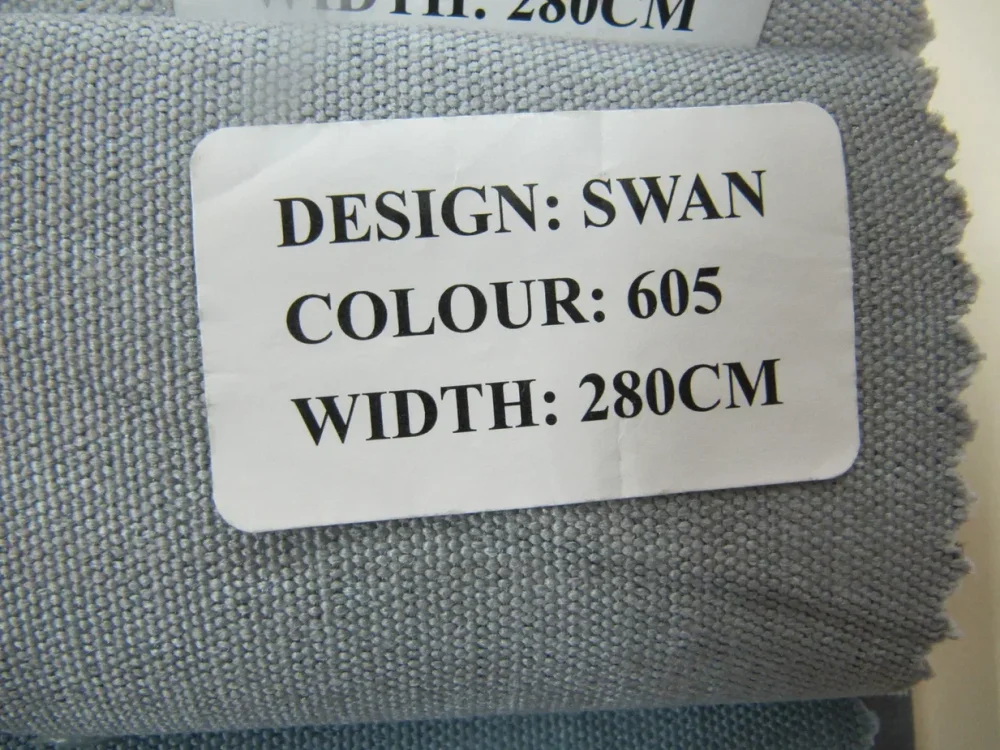 WIDTH: 280CM
DESIGN: SWAN
COLOUR: 605
WIDTH: 280CM